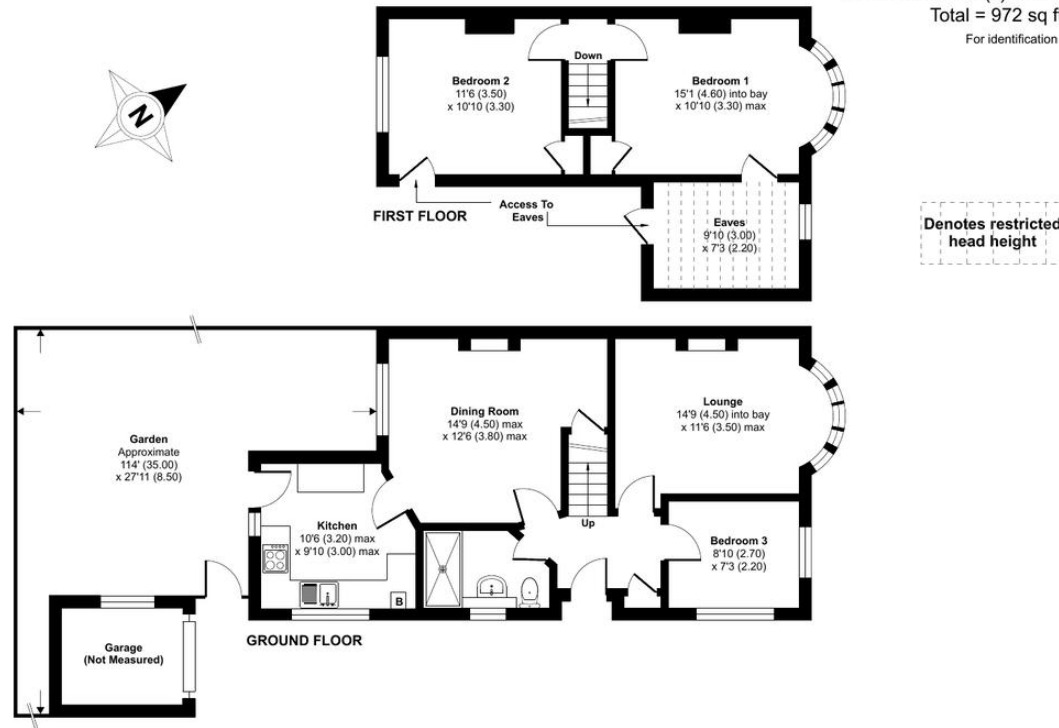 Total = 972 sq f
For identification
N
Down
Bedroom 2
11'6 (3.50)
x 10'10 (3.30)
Bedroom 1
15'1 (4.60) into bay
x 10'10 (3.30) max
Access To
Eaves
FIRST FLOOR
Eaves
9'10 (3.00)
x 7'3 (2.20)
Denotes restricted
head height
Garden
Approximate
114' (35.00)
x 27'11 (8.50)
Dining Room
14'9 (4.50) max
x 12'6 (3.80) max
Lounge
14'9 (4.50) into bay
x 11'6 (3.50) max
Kitchen
10'6 (3.20) max
x 9'10 (3.00) max
Up
Bedroom 3
8'10 (2.70)
x 7'3 (2.20)
B
GROUND FLOOR
Garage
(Not Measured)